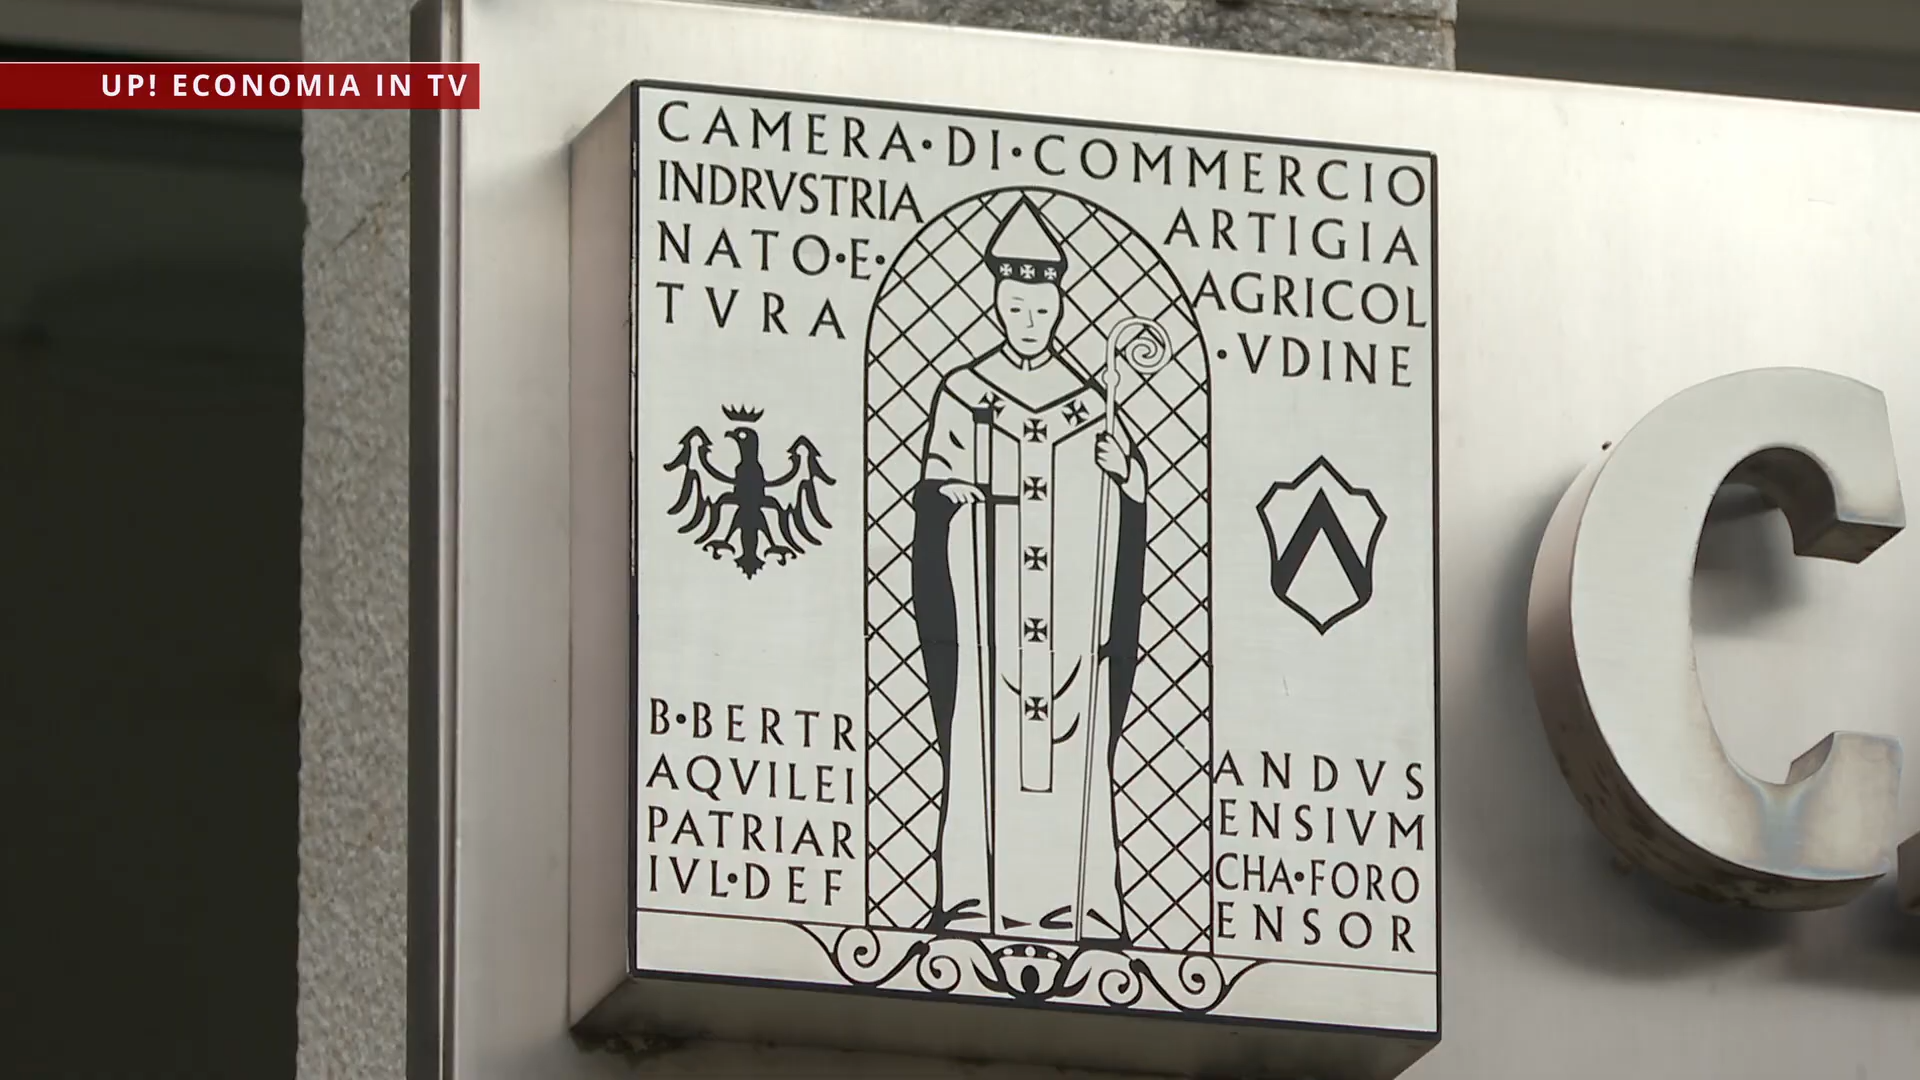 UP! ECONOMIA IN TV
CAMERA·DI·COMMERCIO
INDRVSTRIA ARTIGIA
NATO·E· AGRICOL
TVRA ·VDINE
B·BERTR ANDVS
AQVILEI ENSIVM
PATRIAR CHA·FORO
IVL·DEF ENSOR
C